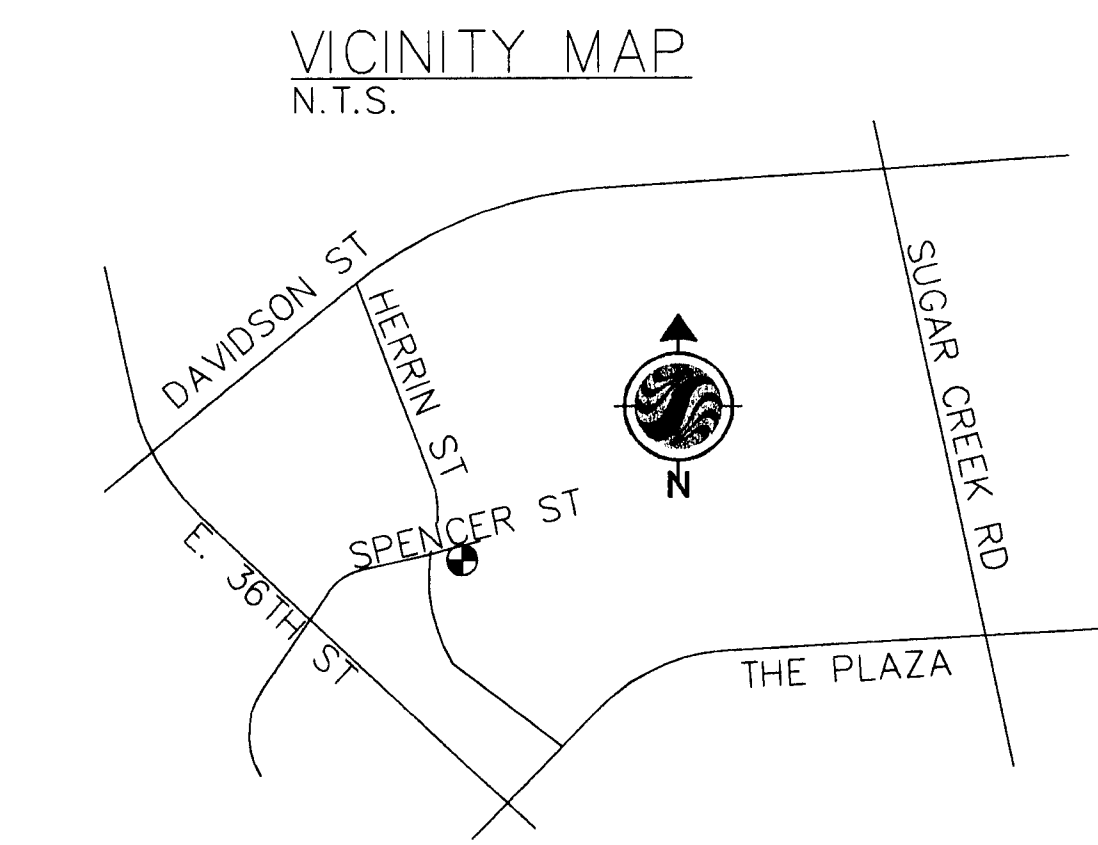 VICINITY MAP
N.T.S.
DAVIDSON ST
HERRIN ST
SUGAR CREEK RD
N
SPENCER ST
E. 36TH ST
THE PLAZA